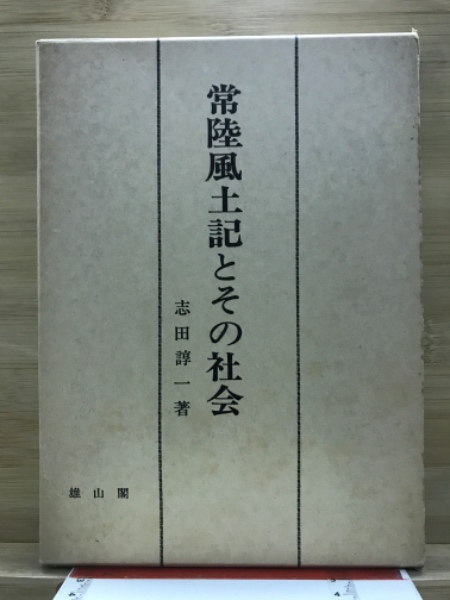 常陸風土記とその社会
志田諄一著
雄山閣